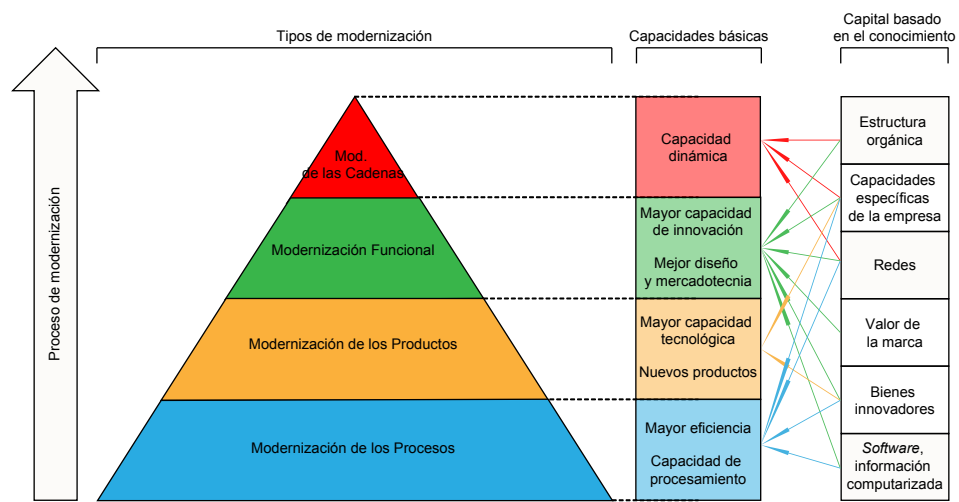 Tipos de modernización
Capacidades básicas
Capital basado
en el conocimiento
Proceso de modernización
Mod.
de las Cadenas
Modernización Funcional
Modernización de los Productos
Modernización de los Procesos
Capacidad
dinámica
Mayor capacidad
de innovación
Mejor diseño
y mercadotecnia
Mayor capacidad
tecnológica
Nuevos productos
Mayor eficiencia
Capacidad de
procesamiento
Estructura
orgánica
Capacidades
específicas
de la empresa
Redes
Valor de
la marca
Bienes
innovadores
Software,
información
computarizada